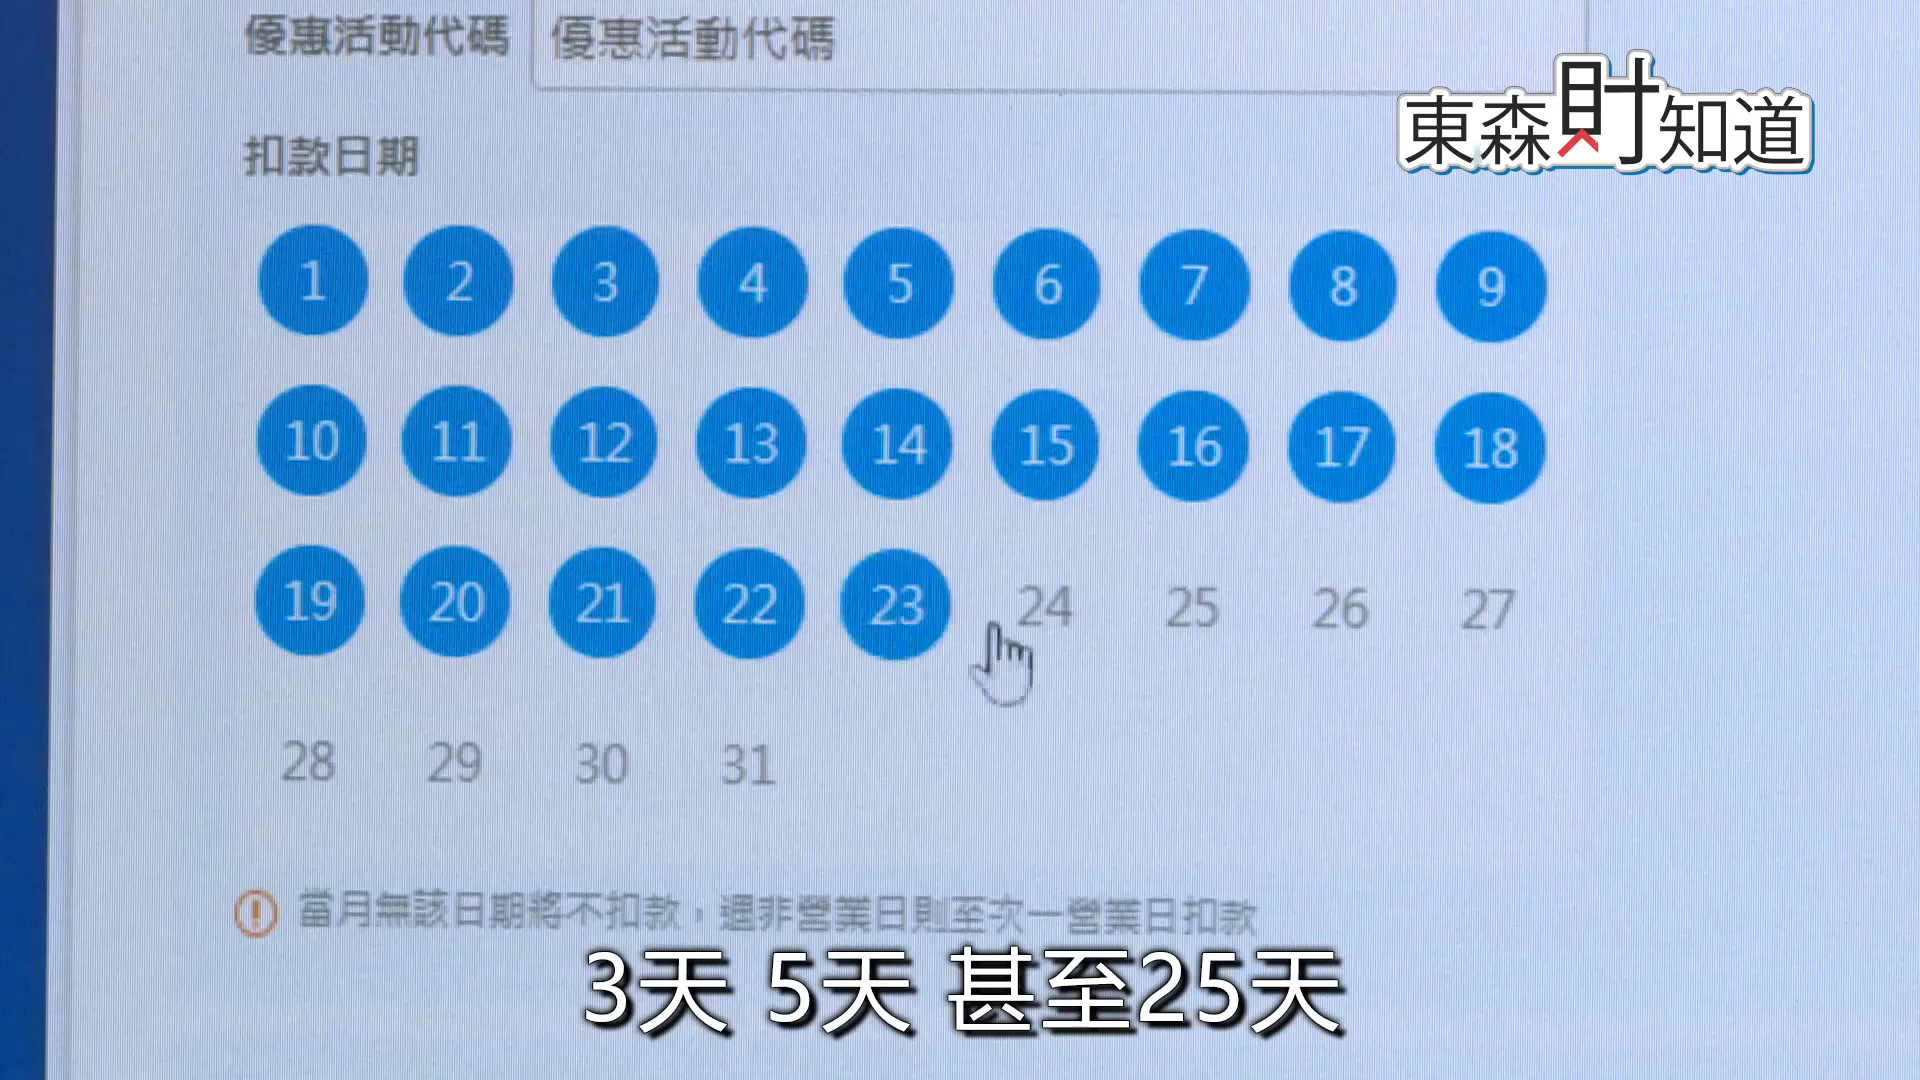 優惠活動代碼 優惠活動代碼
東森財知道
扣款日期
1 2 3 4 5 6 7 8 9
10 11 12 13 14 15 16 17 18
19 20 21 22 23 24 25 26 27
28 29 30 31
當月無該日期將不扣款，遇非營業日則至次一營業日扣款
3天 5天 甚至25天